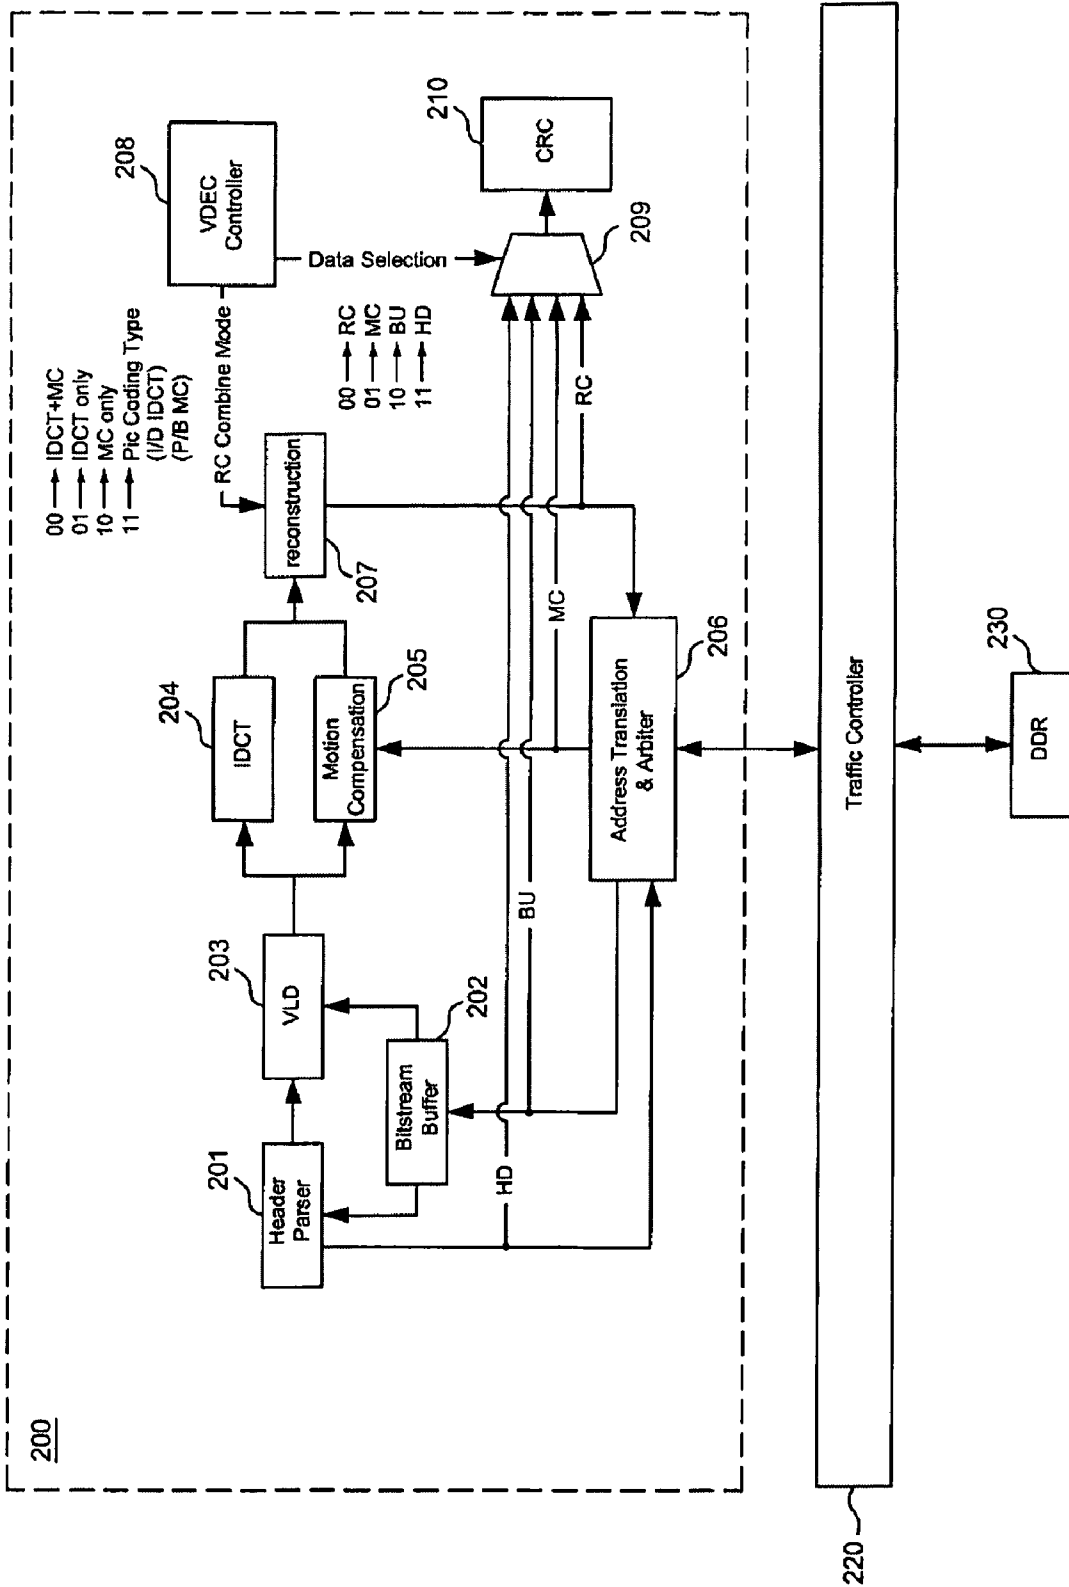 200
201
Header
Parser
202
Bitstream
Buffer
203
VLD
204
IDCT
205
Motion
Compensation
206
Address Translation
& Arbiter
207
reconstruction
208
VDEC
Controller
RC Combine Mode
00 → IDCT+MC
01 → IDCT only
10 → MC only
11 → Pic Coding Type
(I/D IDCT)
(P/B MC)
Data Selection
00 → RC
01 → MC
10 → BU
11 → HD
HD
BU
MC
RC
209
210
CRC
220
Traffic Controller
230
DDR